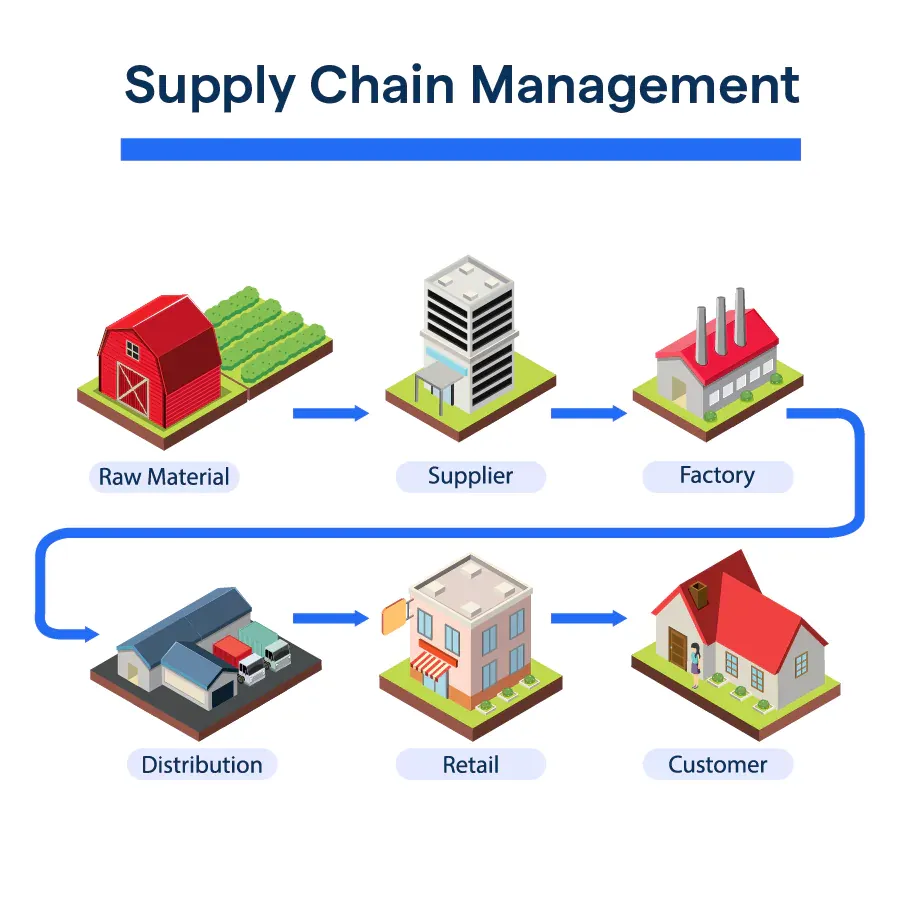 Supply Chain Management
Raw Material
Supplier
Factory
Distribution
Retail
Customer